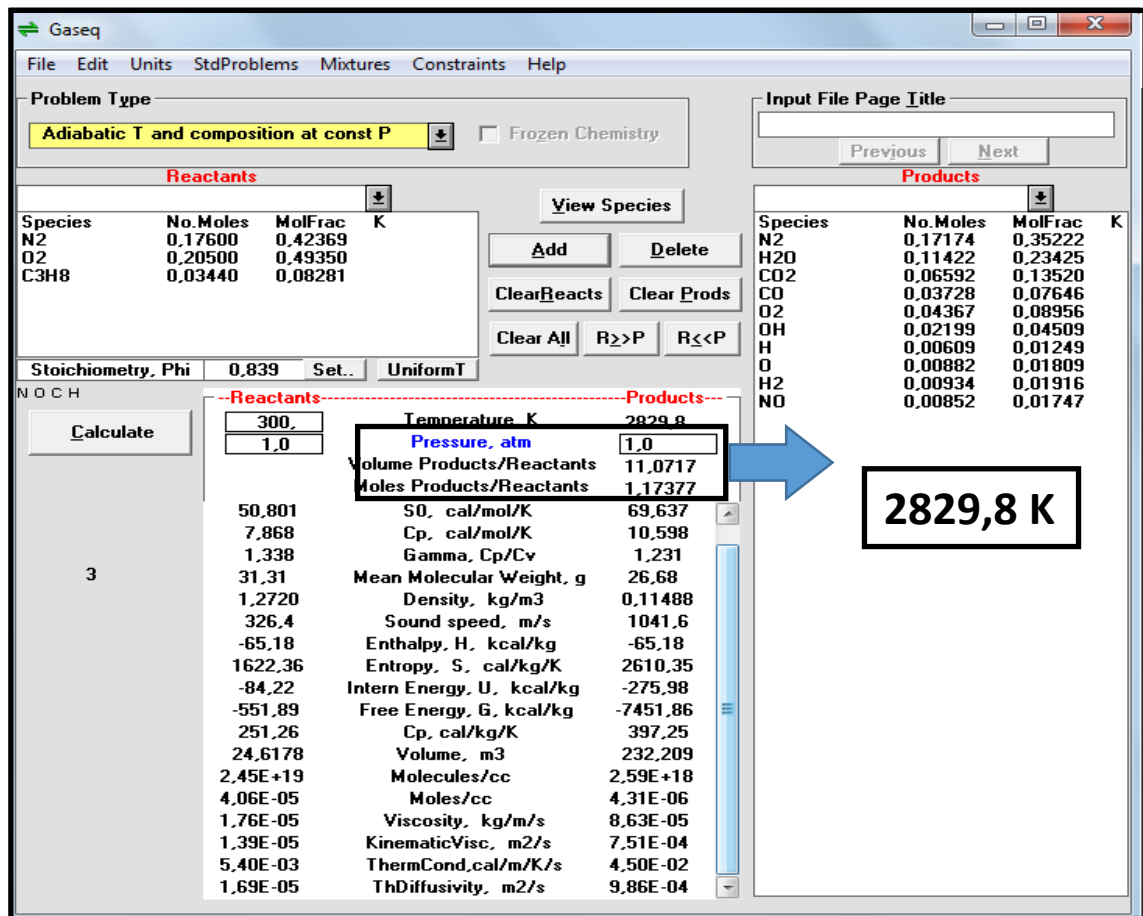 Gaseq
File Edit Units StdProblems Mixtures Constraints Help
Problem Type
Adiabatic T and composition at const P
Frozen Chemistry
Input File Page Title
Previous Next
Reactants
Species No.Moles MolFrac K
N2 0,17600 0,42369
O2 0,20500 0,49350
C3H8 0,03440 0,08281
View Species
Add Delete
ClearReacts Clear Prods
Clear All R>>P R<<P
Products
Species No.Moles MolFrac K
N2 0,17174 0,35222
H2O 0,11422 0,23425
CO2 0,06592 0,13520
CO 0,03728 0,07646
O2 0,04367 0,08956
OH 0,02199 0,04509
H 0,00609 0,01249
O 0,00882 0,01809
H2 0,00934 0,01916
NO 0,00852 0,01747
Stoichiometry, Phi 0,839 Set.. UniformT
N O C H
Calculate
3
--Reactants-- --Products--
300, Temperature, K 2829,8
1,0 Pressure, atm 1,0
Volume Products/Reactants 11,0717
Moles Products/Reactants 1,17377
50,801 S0, cal/mol/K 69,637
7,868 Cp, cal/mol/K 10,598
1,338 Gamma, Cp/Cv 1,231
31,31 Mean Molecular Weight, g 26,68
1,2720 Density, kg/m3 0,11488
326,4 Sound speed, m/s 1041,6
-65,18 Enthalpy, H, kcal/kg -65,18
1622,36 Entropy, S, cal/kg/K 2610,35
-84,22 Intern Energy, U, kcal/kg -275,98
-551,89 Free Energy, G, kcal/kg -7451,86
251,26 Cp, cal/kg/K 397,25
24,6178 Volume, m3 232,209
2,45E+19 Molecules/cc 2,59E+18
4,06E-05 Moles/cc 4,31E-06
1,76E-05 Viscosity, kg/m/s 8,63E-05
1,39E-05 KinematicVisc, m2/s 7,51E-04
5,40E-03 ThermCond,cal/m/K/s 4,50E-02
1,69E-05 ThDiffusivity, m2/s 9,86E-04
2829,8 K